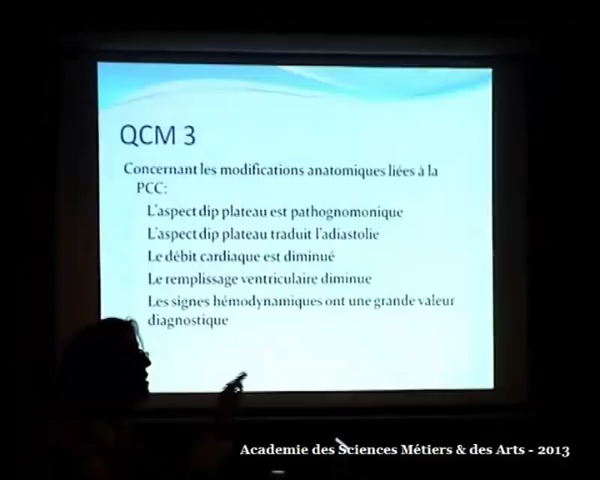 QCM 3
Concernant les modifications anatomiques liées à la
PCC:
L'aspect dip plateau est pathognomonique
L'aspect dip plateau traduit l'adiastolie
Le débit cardiaque est diminué
Le remplissage ventriculaire diminue
Les signes hémodynamiques ont une grande valeur
diagnostique
Academie des Sciences Métiers & des Arts - 2013